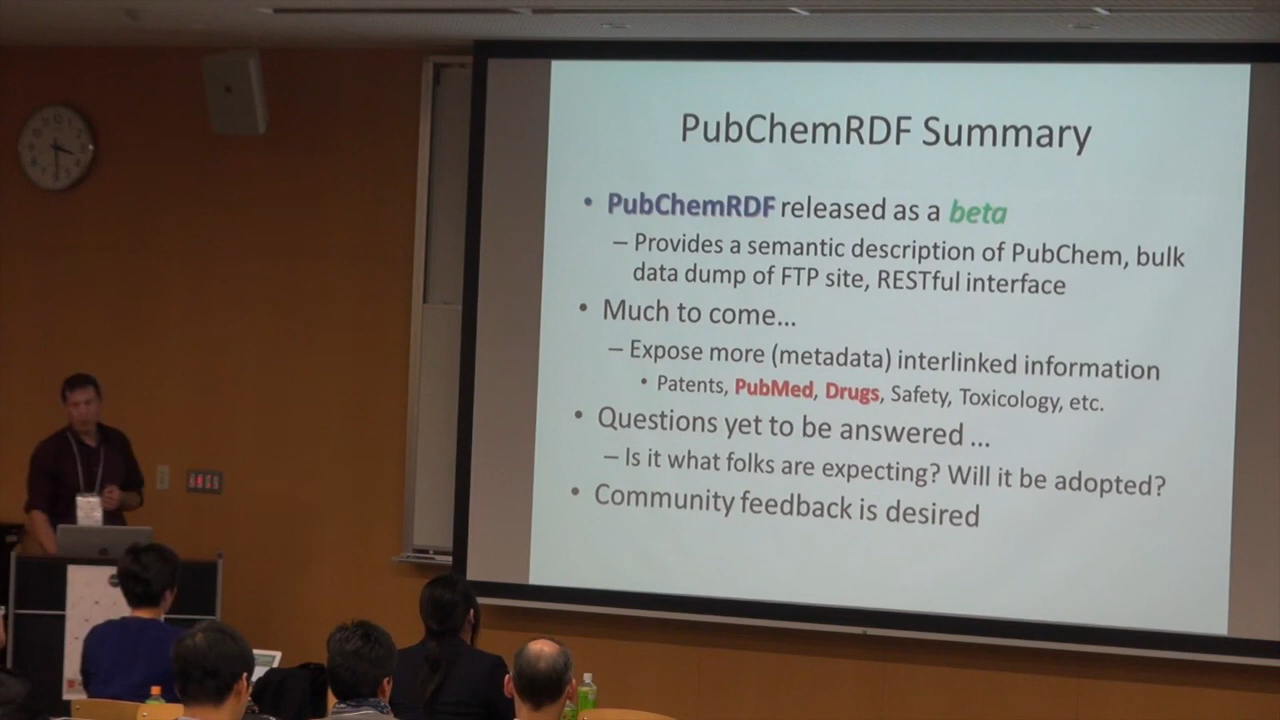 PubChemRDF Summary
• PubChemRDF released as a beta
– Provides a semantic description of PubChem, bulk
data dump of FTP site, RESTful interface
• Much to come...
– Expose more (metadata) interlinked information
• Patents, PubMed, Drugs, Safety, Toxicology, etc.
• Questions yet to be answered ...
– Is it what folks are expecting? Will it be adopted?
• Community feedback is desired